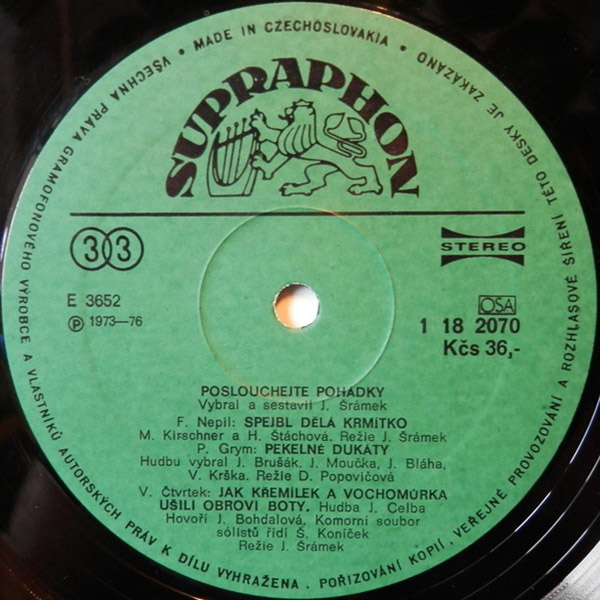 VŠECHNA PRÁVA GRAMOFONOVÉHO VÝROBCE A VLASTNÍKŮ AUTORSKÝCH PRÁV K DÍLU VYHRAŽENA. POŘIZOVÁNÍ KOPIÍ, VEŘEJNÉ PROVOZOVÁNÍ A ROZHLASOVÉ ŠÍŘENÍ TÉTO DESKY JE ZAKÁZÁNO
• MADE IN CZECHOSLOVAKIA •
SUPRAPHON
33
STEREO
E 3652
Ⓟ 1973—76
OSA
1 18 2070
Kčs 36,-
POSLOUCHEJTE POHÁDKY
Vybral a sestavil J. Šrámek
F. Nepil: SPEJBL DĚLÁ KRMÍTKO
M. Kirschner a H. Štáchová. Režie J. Šrámek
P. Grym: PEKELNÉ DUKÁTY
Hudbu vybral J. Brušák, J. Moučka, J. Bláha,
V. Krška. Režie D. Popovičová
V. Čtvrtek: JAK KŘEMÍLEK A VOCHOMŮRKA
UŠILI OBROVI BOTY. Hudba J. Celba
Hovoří J. Bohdalová, Komorní soubor
sólistů řídí Š. Koníček
Režie J. Šrámek